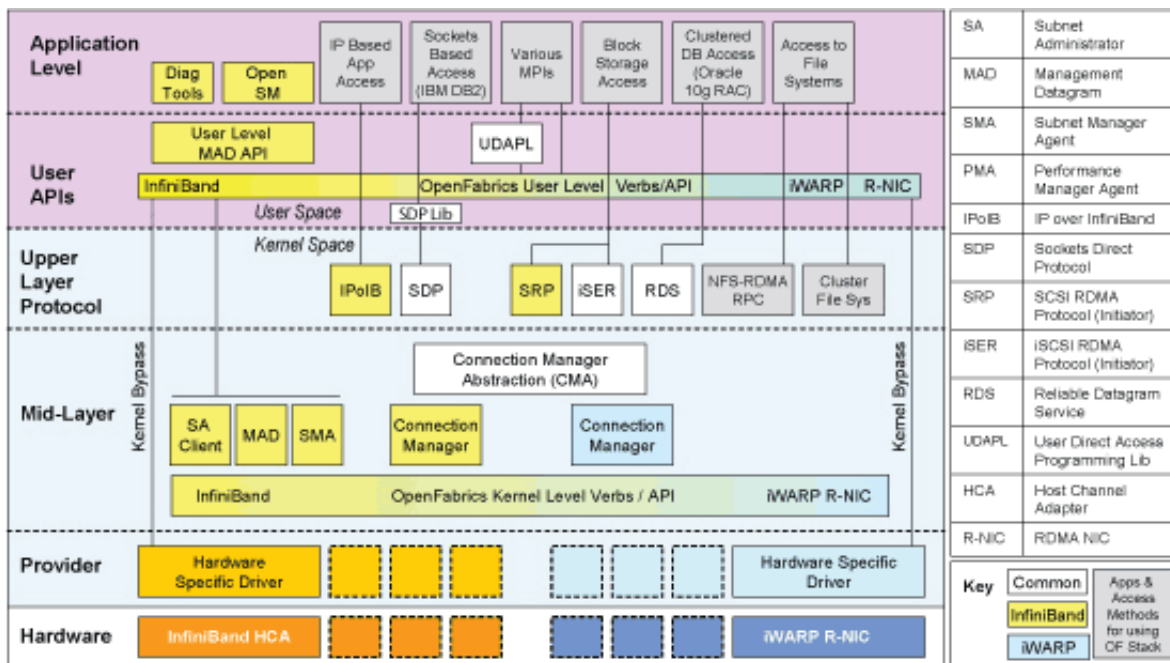 Application
Level
Diag
Tools
Open
SM
IP Based
App
Access
Sockets
Based
Access
(IBM DB2)
Various
MPIs
Block
Storage
Access
Clustered
DB Access
(Oracle
10g RAC)
Access to
File
Systems
User
APIs
User Level
MAD API
UDAPL
InfiniBand
OpenFabrics User Level Verbs/API
iWARP R-NIC
User Space
SDP Lib
Kernel Space
Upper
Layer
Protocol
IPoIB
SDP
SRP
iSER
RDS
NFS-RDMA
RPC
Cluster
File Sys
Mid-Layer
Kernel Bypass
Connection Manager
Abstraction (CMA)
SA
Client
MAD
SMA
Connection
Manager
Connection
Manager
Kernel Bypass
InfiniBand
OpenFabrics Kernel Level Verbs / API
iWARP R-NIC
Provider
Hardware
Specific Driver
Hardware Specific
Driver
Hardware
InfiniBand HCA
iWARP R-NIC
SA Subnet
Administrator
MAD Management
Datagram
SMA Subnet Manager
Agent
PMA Performance
Manager Agent
IPoIB IP over InfiniBand
SDP Sockets Direct
Protocol
SRP SCSI RDMA
Protocol (Initiator)
iSER iSCSI RDMA
Protocol (Initiator)
RDS Reliable Datagram
Service
UDAPL User Direct Access
Programming Lib
HCA Host Channel
Adapter
R-NIC RDMA NIC
Key
Common
InfiniBand
iWARP
Apps &
Access
Methods
for using
OF Stack